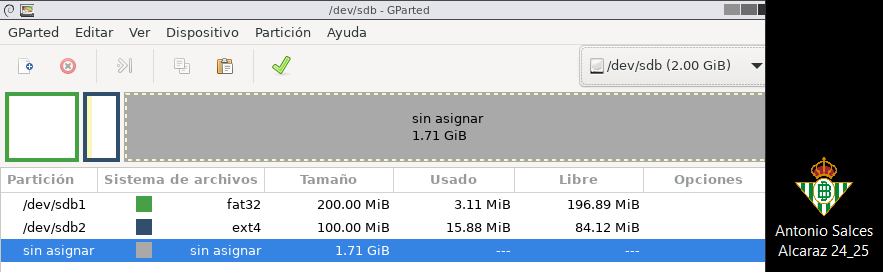 /dev/sdb - GParted
GParted Editar Ver Dispositivo Partición Ayuda
/dev/sdb (2.00 GiB)
sin asignar
1.71 GiB
Partición Sistema de archivos Tamaño Usado Libre Opciones
/dev/sdb1 fat32 200.00 MiB 3.11 MiB 196.89 MiB
/dev/sdb2 ext4 100.00 MiB 15.88 MiB 84.12 MiB
sin asignar sin asignar 1.71 GiB --- ---
Antonio Salces
Alcaraz 24_25